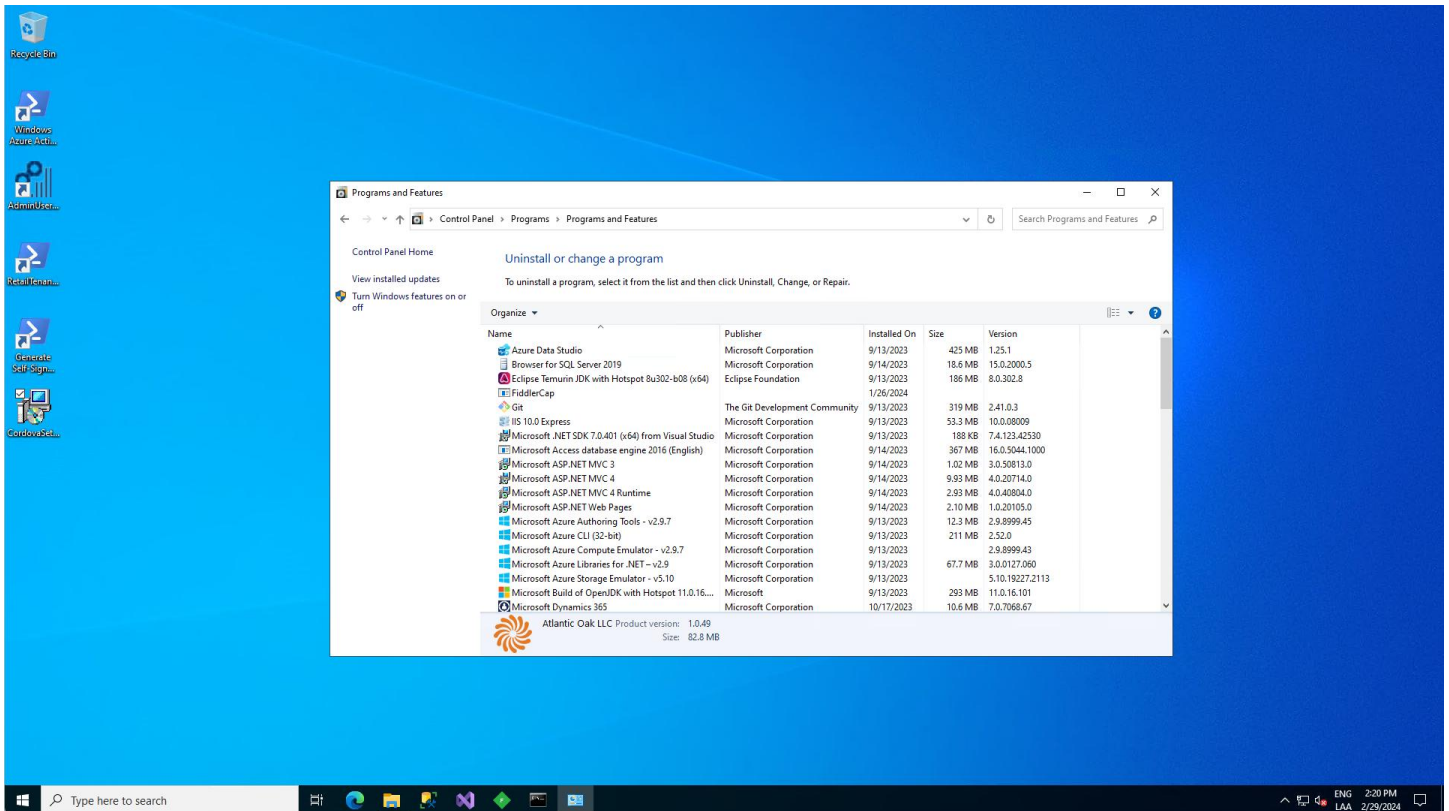 Recycle Bin
Windows
Azure Acti...
AdminUser...
RetailTenan...
Generate
Self-Sign...
CordovaSet...
Programs and Features
Control Panel > Programs > Programs and Features
Search Programs and Features
Control Panel Home
View installed updates
Turn Windows features on or
off
Uninstall or change a program
To uninstall a program, select it from the list and then click Uninstall, Change, or Repair.
Organize
Name Publisher Installed On Size Version
Azure Data Studio Microsoft Corporation 9/13/2023 425 MB 1.25.1
Browser for SQL Server 2019 Microsoft Corporation 9/14/2023 18.6 MB 15.0.2000.5
Eclipse Temurin JDK with Hotspot 8u302-b08 (x64) Eclipse Foundation 9/13/2023 186 MB 8.0.302.8
FiddlerCap 1/26/2024
Git The Git Development Community 9/13/2023 319 MB 2.41.0.3
IIS 10.0 Express Microsoft Corporation 9/13/2023 53.3 MB 10.0.08009
Microsoft .NET SDK 7.0.401 (x64) from Visual Studio Microsoft Corporation 9/13/2023 188 KB 7.4.123.42530
Microsoft Access database engine 2016 (English) Microsoft Corporation 9/14/2023 367 MB 16.0.5044.1000
Microsoft ASP.NET MVC 3 Microsoft Corporation 9/14/2023 1.02 MB 3.0.50813.0
Microsoft ASP.NET MVC 4 Microsoft Corporation 9/14/2023 9.93 MB 4.0.20714.0
Microsoft ASP.NET MVC 4 Runtime Microsoft Corporation 9/14/2023 2.93 MB 4.0.40804.0
Microsoft ASP.NET Web Pages Microsoft Corporation 9/14/2023 2.10 MB 1.0.20105.0
Microsoft Azure Authoring Tools - v2.9.7 Microsoft Corporation 9/13/2023 12.3 MB 2.9.8999.45
Microsoft Azure CLI (32-bit) Microsoft Corporation 9/13/2023 211 MB 2.52.0
Microsoft Azure Compute Emulator - v2.9.7 Microsoft Corporation 9/13/2023 2.9.8999.43
Microsoft Azure Libraries for .NET – v2.9 Microsoft Corporation 9/13/2023 67.7 MB 3.0.0127.060
Microsoft Azure Storage Emulator - v5.10 Microsoft Corporation 9/13/2023 5.10.19227.2113
Microsoft Build of OpenJDK with Hotspot 11.0.16.... Microsoft 9/13/2023 293 MB 11.0.16.101
Microsoft Dynamics 365 Microsoft Corporation 10/17/2023 10.6 MB 7.0.7068.67
Atlantic Oak LLC Product version: 1.0.49
Size: 82.8 MB
Type here to search
ENG 2:20 PM
LAA 2/29/2024